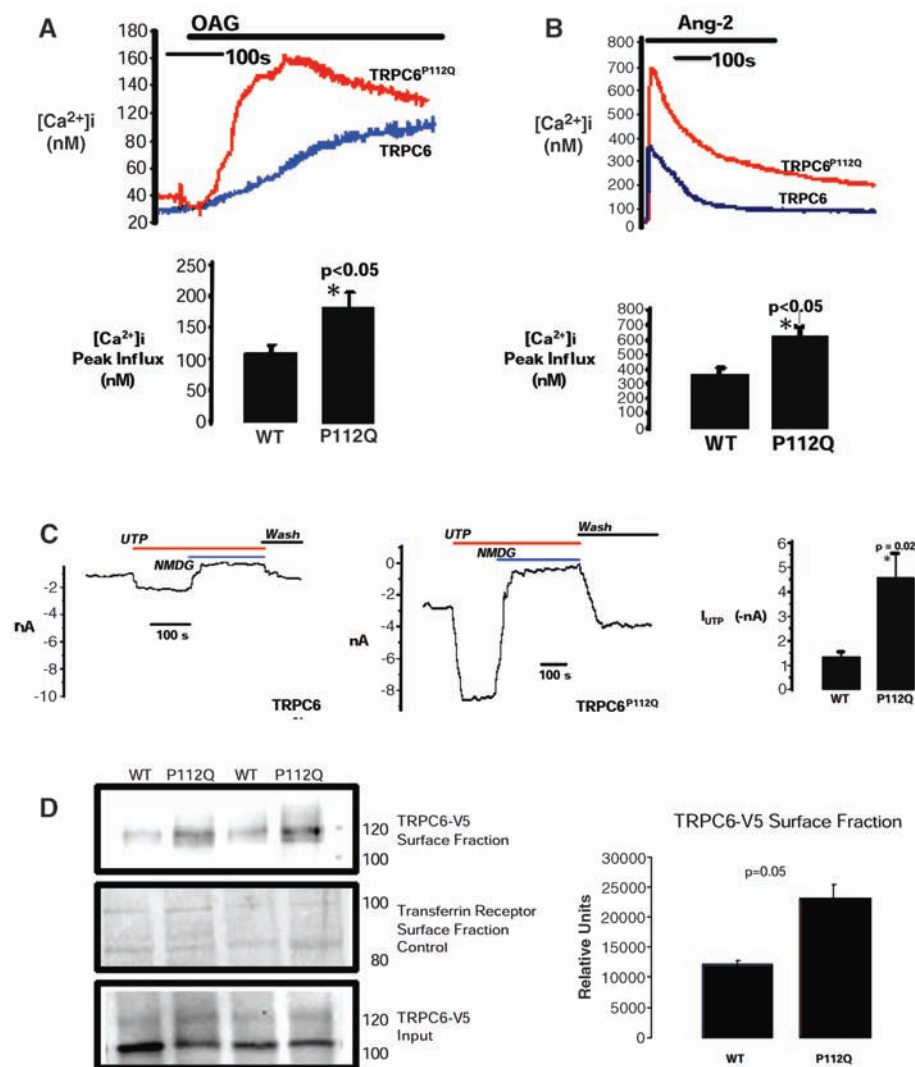 A
OAG
180
160
140
120
100
80
60
40
20
100s
[Ca²⁺]i
(nM)
TRPC6ᴾ¹¹²Q
TRPC6
250
200
150
100
50
0
[Ca²⁺]i
Peak Influx
(nM)
p<0.05
*
WT
P112Q
B
Ang-2
800
700
600
500
400
300
200
100
0
100s
[Ca²⁺]i
(nM)
TRPC6ᴾ¹¹²Q
TRPC6
800
700
600
500
400
300
200
100
0
[Ca²⁺]i
Peak Influx
(nM)
p<0.05
*
WT
P112Q
C
UTP
Wash
NMDG
-2
-4
-6
-8
-10
nA
100 s
TRPC6
UTP
Wash
NMDG
0
-2
-4
-6
-8
nA
100 s
TRPC6ᴾ¹¹²Q
6
5
4
3
2
1
0
I_UTP (-nA)
p = 0.02
*
WT
P112Q
D
WT P112Q WT P112Q
120
100
TRPC6-V5
Surface Fraction
100
80
Transferrin Receptor
Surface Fraction
Control
120
100
TRPC6-V5
Input
TRPC6-V5 Surface Fraction
30000
25000
20000
15000
10000
5000
0
Relative Units
p=0.05
WT
P112Q